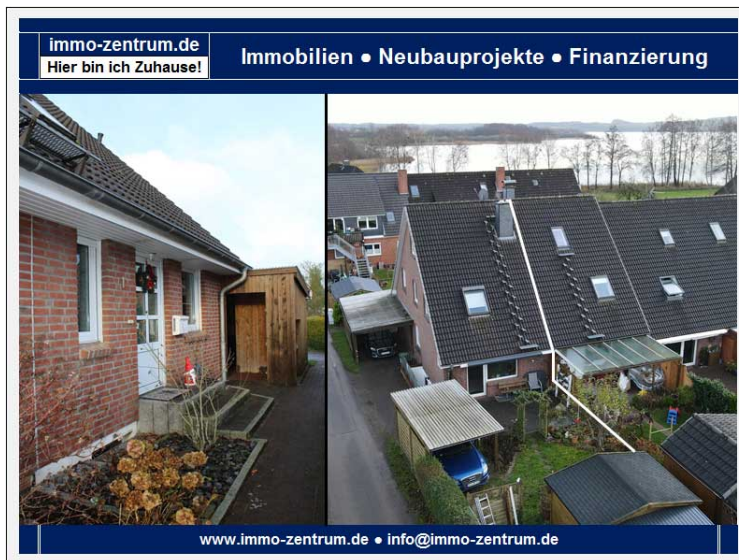 immo-zentrum.de
Hier bin ich Zuhause!
Immobilien ● Neubauprojekte ● Finanzierung
www.immo-zentrum.de ● info@immo-zentrum.de